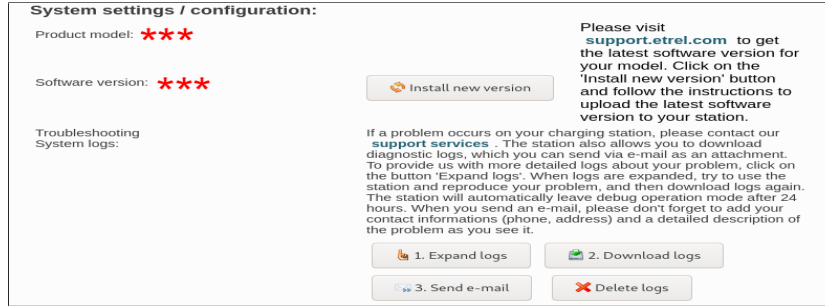 System settings / configuration:
Product model: ***
Please visit
support.etrel.com to get
the latest software version for
your model. Click on the
'Install new version' button
and follow the instructions to
upload the latest software
version to your station.
Software version: ***
Install new version
Troubleshooting
System logs:
If a problem occurs on your charging station, please contact our
support services . The station also allows you to download
diagnostic logs, which you can send via e-mail as an attachment.
To provide us with more detailed logs about your problem, click on
the button 'Expand logs'. When logs are expanded, try to use the
station and reproduce your problem, and then download logs again.
The station will automatically leave debug operation mode after 24
hours. When you send an e-mail, please don't forget to add your
contact informations (phone, address) and a detailed description of
the problem as you see it.
1. Expand logs
2. Download logs
3. Send e-mail
Delete logs